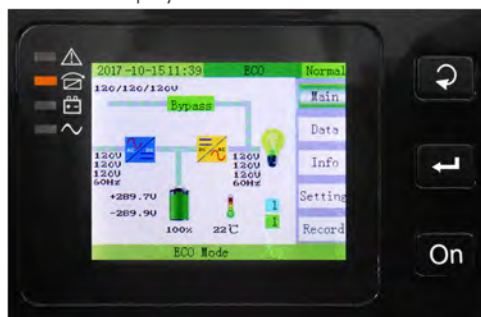 2017-10-15 11:39 ECO Normal
120/120/120V
Bypass
Main
Data
Info
Setting
Record
120V
120V
120V
60HZ
120V
120V
120V
60HZ
+289.7V
-289.9V
100%
22℃
1
1
ECO Mode
On